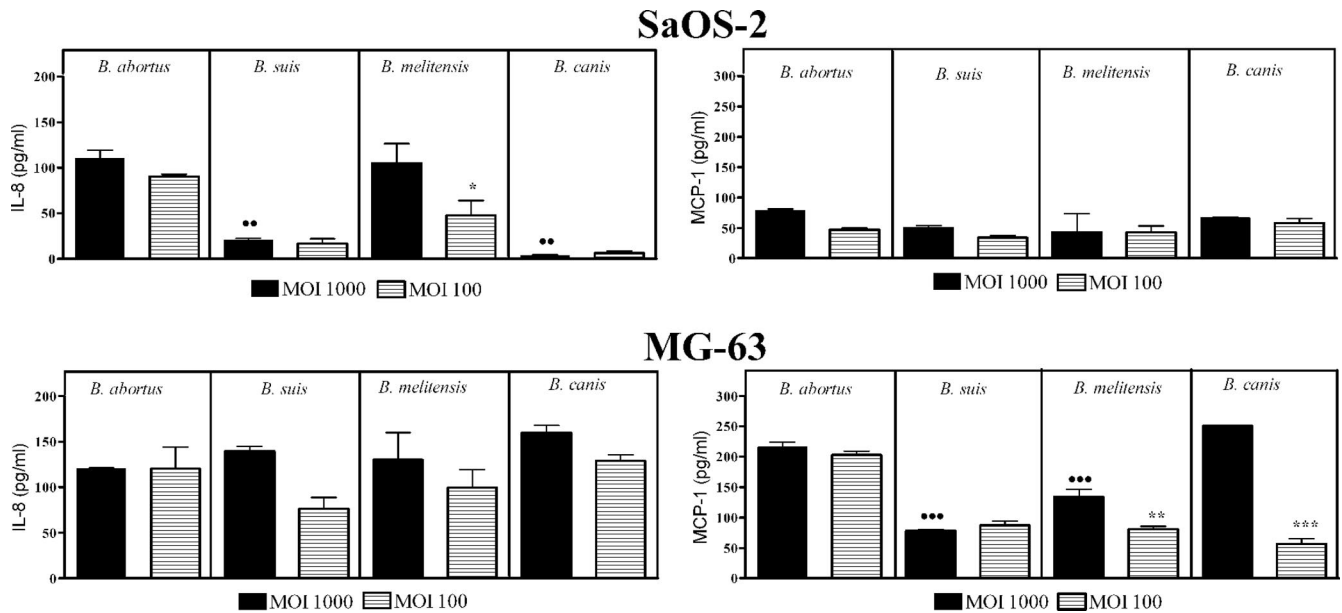 SaOS-2
B. abortus B. suis B. melitensis B. canis
IL-8 (pg/ml)
200
150
100
50
0
•• * ••
MOI 1000 MOI 100
B. abortus B. suis B. melitensis B. canis
MCP-1 (pg/ml)
300
250
200
150
100
50
0
MOI 1000 MOI 100
MG-63
B. abortus B. suis B. melitensis B. canis
IL-8 (pg/ml)
200
150
100
50
0
MOI 1000 MOI 100
B. abortus B. suis B. melitensis B. canis
MCP-1 (pg/ml)
300
250
200
150
100
50
0
••• ••• ** ***
MOI 1000 MOI 100